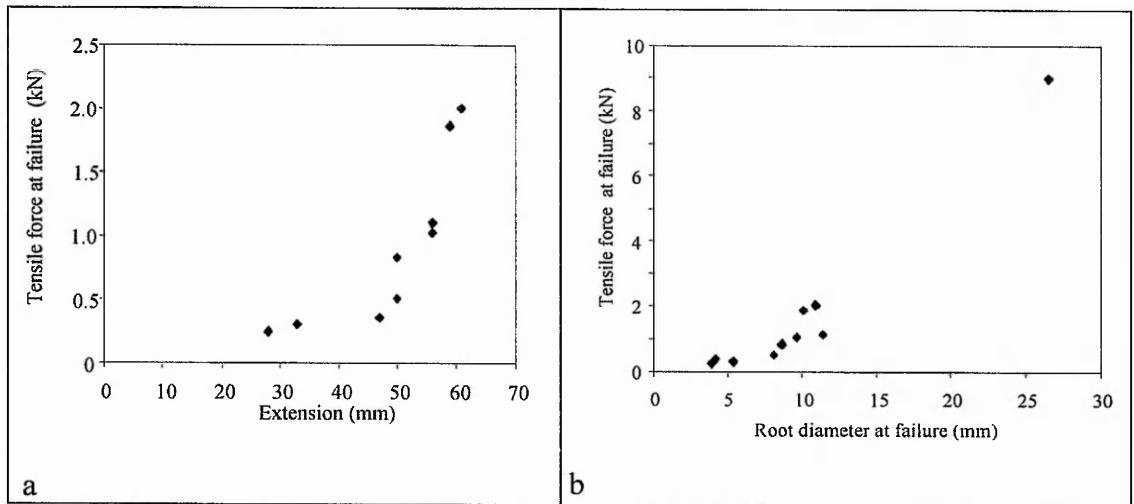 2.5
2.0
1.5
1.0
0.5
0
0 10 20 30 40 50 60 70
Extension (mm)
Tensile force at failure (kN)
a
10
8
6
4
2
0
0 5 10 15 20 25 30
Root diameter at failure (mm)
Tensile force at failure (kN)
b